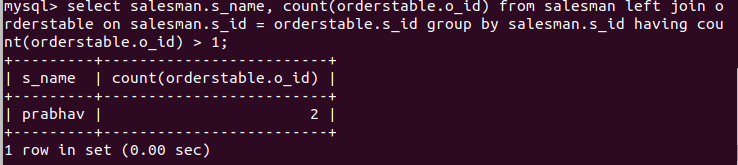 mysql> select salesman.s_name, count(orderstable.o_id) from salesman left join o
rderstable on salesman.s_id = orderstable.s_id group by salesman.s_id having cou
nt(orderstable.o_id) > 1;
+---------+-------------------------+
| s_name  | count(orderstable.o_id) |
+---------+-------------------------+
| prabhav |                       2 |
+---------+-------------------------+
1 row in set (0.00 sec)